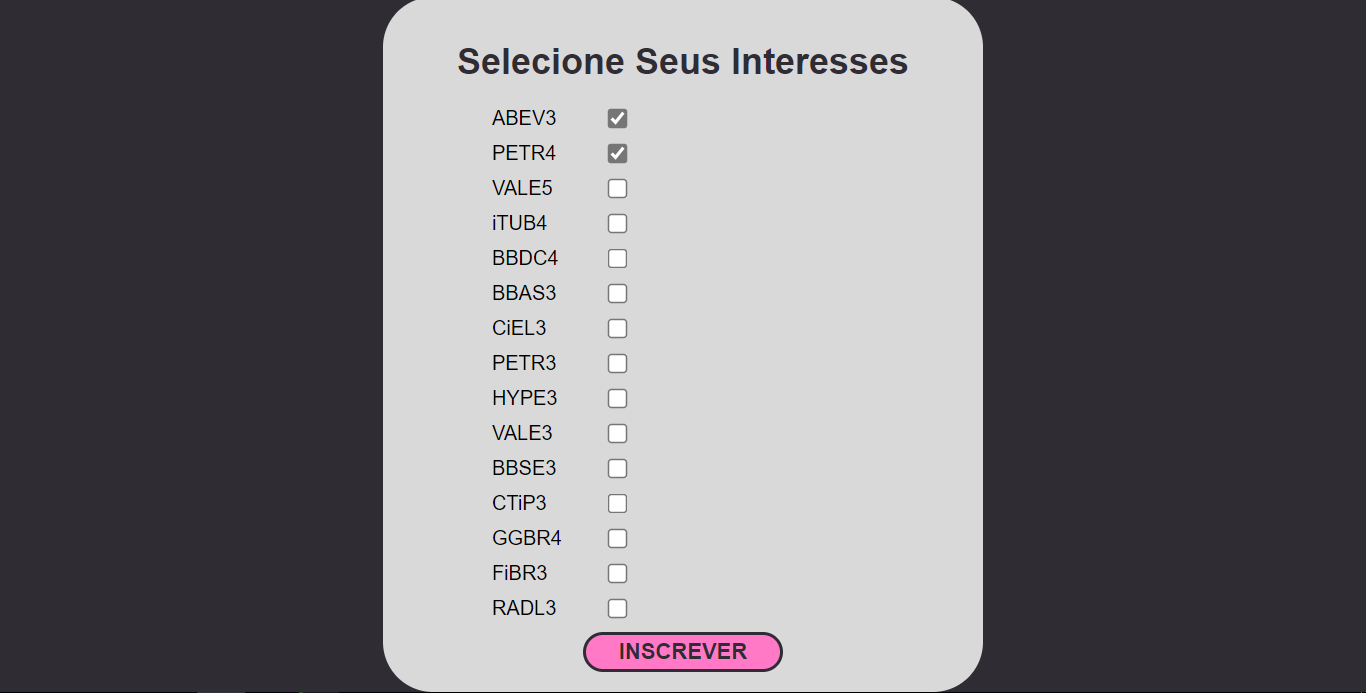 Selecione Seus Interesses
ABEV3
PETR4
VALE5
iTUB4
BBDC4
BBAS3
CiEL3
PETR3
HYPE3
VALE3
BBSE3
CTiP3
GGBR4
FiBR3
RADL3
INSCREVER